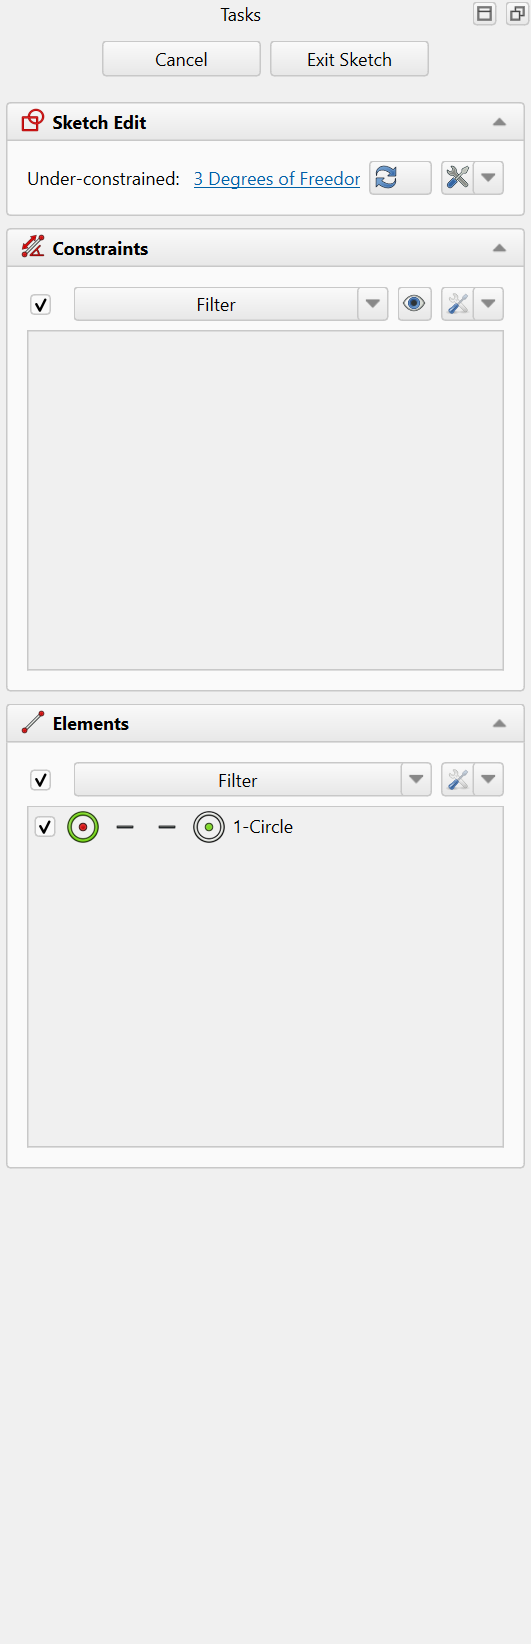 Tasks
Cancel Exit Sketch
Sketch Edit
Under-constrained: 3 Degrees of Freedor
Constraints
Filter
Elements
Filter
1-Circle